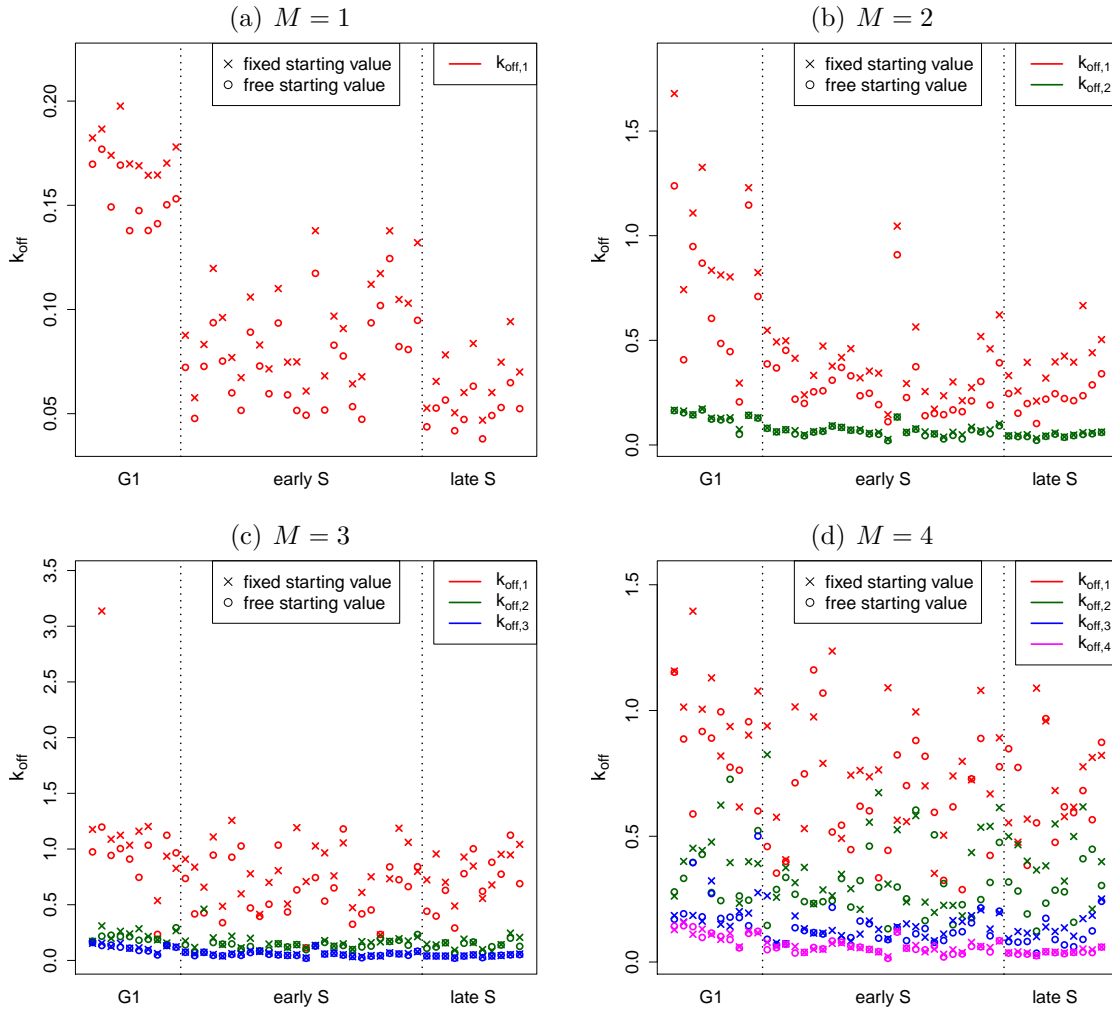 (a) M = 1
× fixed starting value
○ free starting value
k_off,1
k_off
0.20
0.15
0.10
0.05
G1 early S late S
(b) M = 2
× fixed starting value
○ free starting value
k_off,1
k_off,2
k_off
1.5
1.0
0.5
0.0
G1 early S late S
(c) M = 3
× fixed starting value
○ free starting value
k_off,1
k_off,2
k_off,3
k_off
3.5
3.0
2.5
2.0
1.5
1.0
0.5
0.0
G1 early S late S
(d) M = 4
× fixed starting value
○ free starting value
k_off,1
k_off,2
k_off,3
k_off,4
k_off
1.5
1.0
0.5
0.0
G1 early S late S